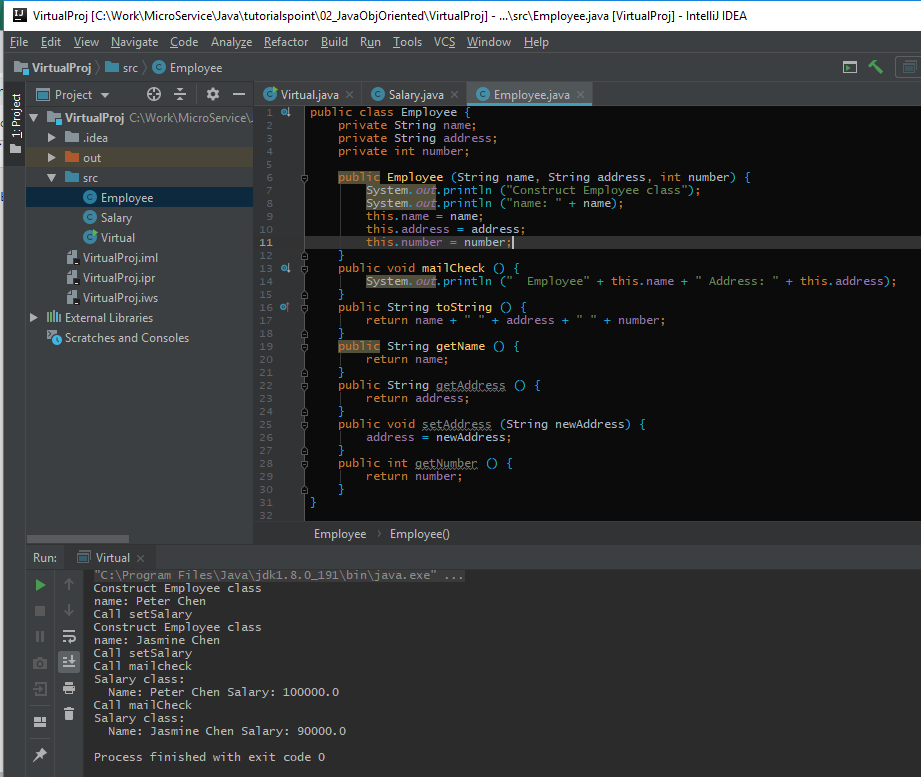 VirtualProj [C:\Work\MicroService\Java\tutorialspoint\02_JavaObjOriented\VirtualProj] - ...\src\Employee.java [VirtualProj] - IntelliJ IDEA
File Edit View Navigate Code Analyze Refactor Build Run Tools VCS Window Help
VirtualProj src Employee
1: Project
Project
VirtualProj C:\Work\MicroService\
.idea
out
src
Employee
Salary
Virtual
VirtualProj.iml
VirtualProj.ipr
VirtualProj.iws
External Libraries
Scratches and Consoles
Virtual.java Salary.java Employee.java
1 public class Employee {
2     private String name;
3     private String address;
4     private int number;
5
6     public Employee (String name, String address, int number) {
7         System.out.println ("Construct Employee class");
8         System.out.println ("name: " + name);
9         this.name = name;
10         this.address = address;
11         this.number = number;
12     }
13     public void mailCheck () {
14         System.out.println ("  Employee" + this.name + " Address: " + this.address);
15     }
16     public String toString () {
17         return name + " " + address + " " + number;
18     }
19     public String getName () {
20         return name;
21     }
22     public String getAddress () {
23         return address;
24     }
25     public void setAddress (String newAddress) {
26         address = newAddress;
27     }
28     public int getNumber () {
29         return number;
30     }
31 }
32
Employee Employee()
Run: Virtual
"C:\Program Files\Java\jdk1.8.0_191\bin\java.exe" ...
Construct Employee class
name: Peter Chen
Call setSalary
Construct Employee class
name: Jasmine Chen
Call setSalary
Call mailcheck
Salary class:
  Name: Peter Chen Salary: 100000.0
Call mailCheck
Salary class:
  Name: Jasmine Chen Salary: 90000.0
Process finished with exit code 0